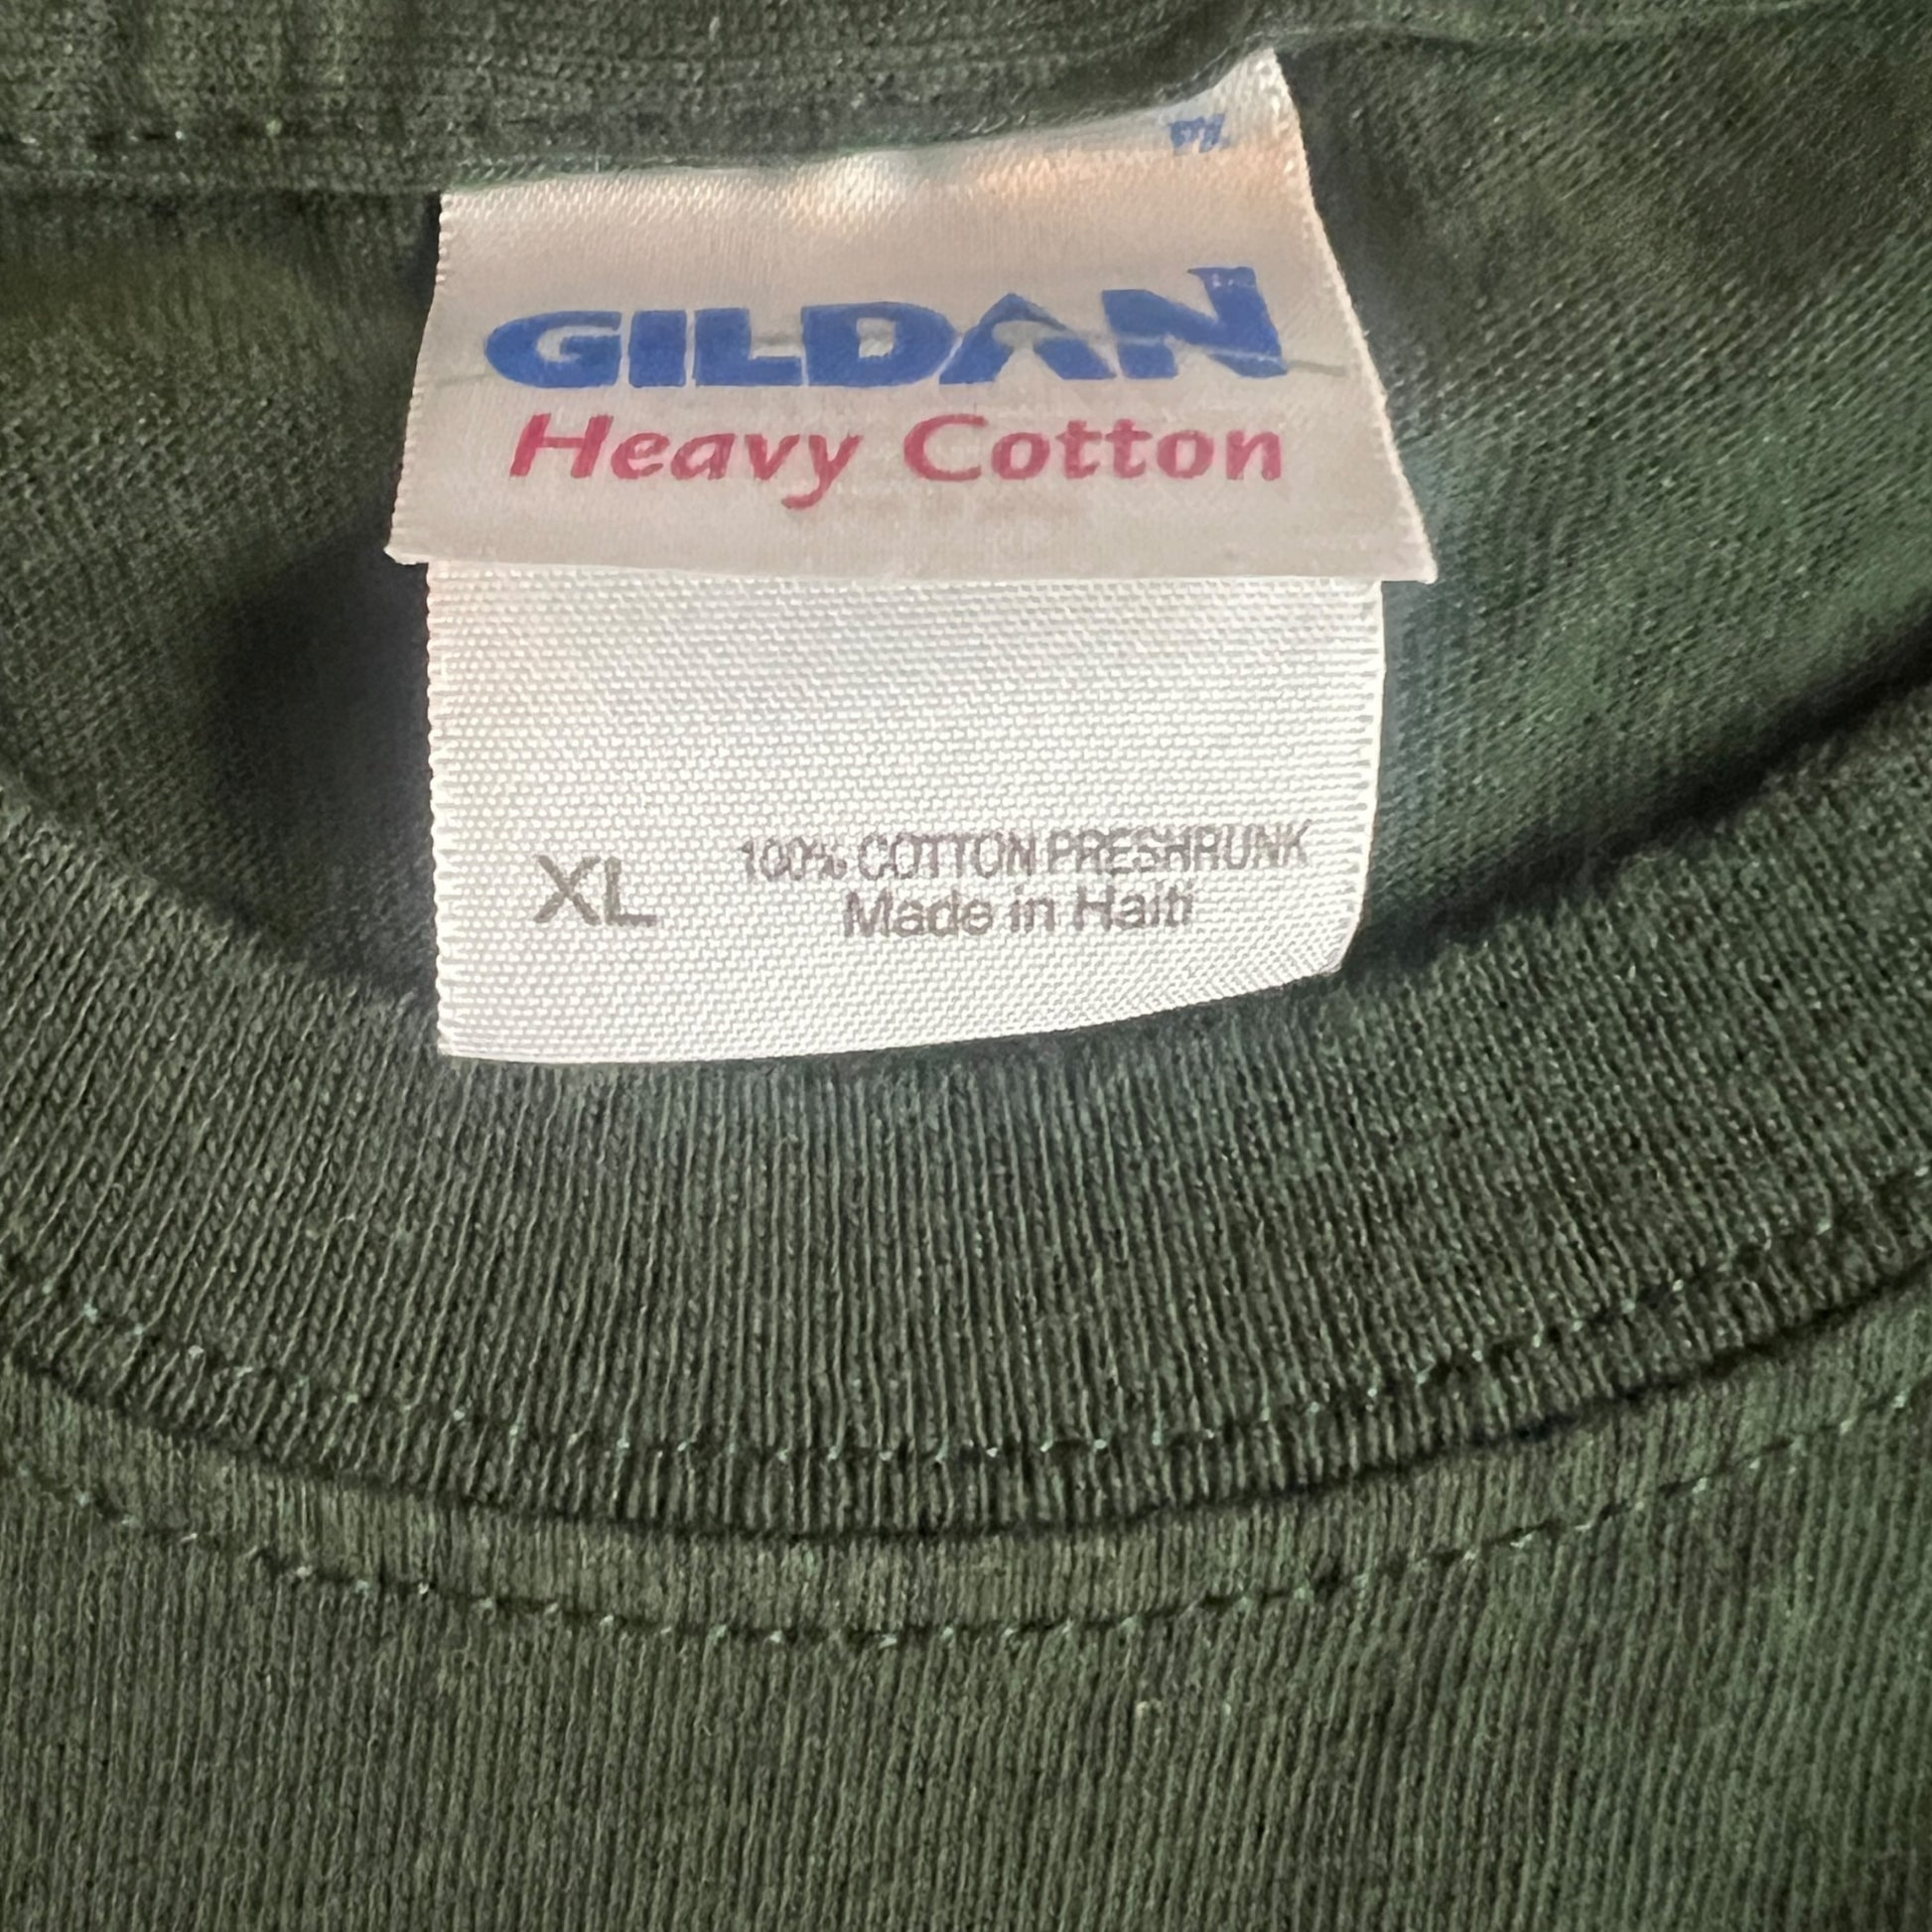 GILDAN
Heavy Cotton
XL
100% COTTON PRESHRUNK
Made in Haiti